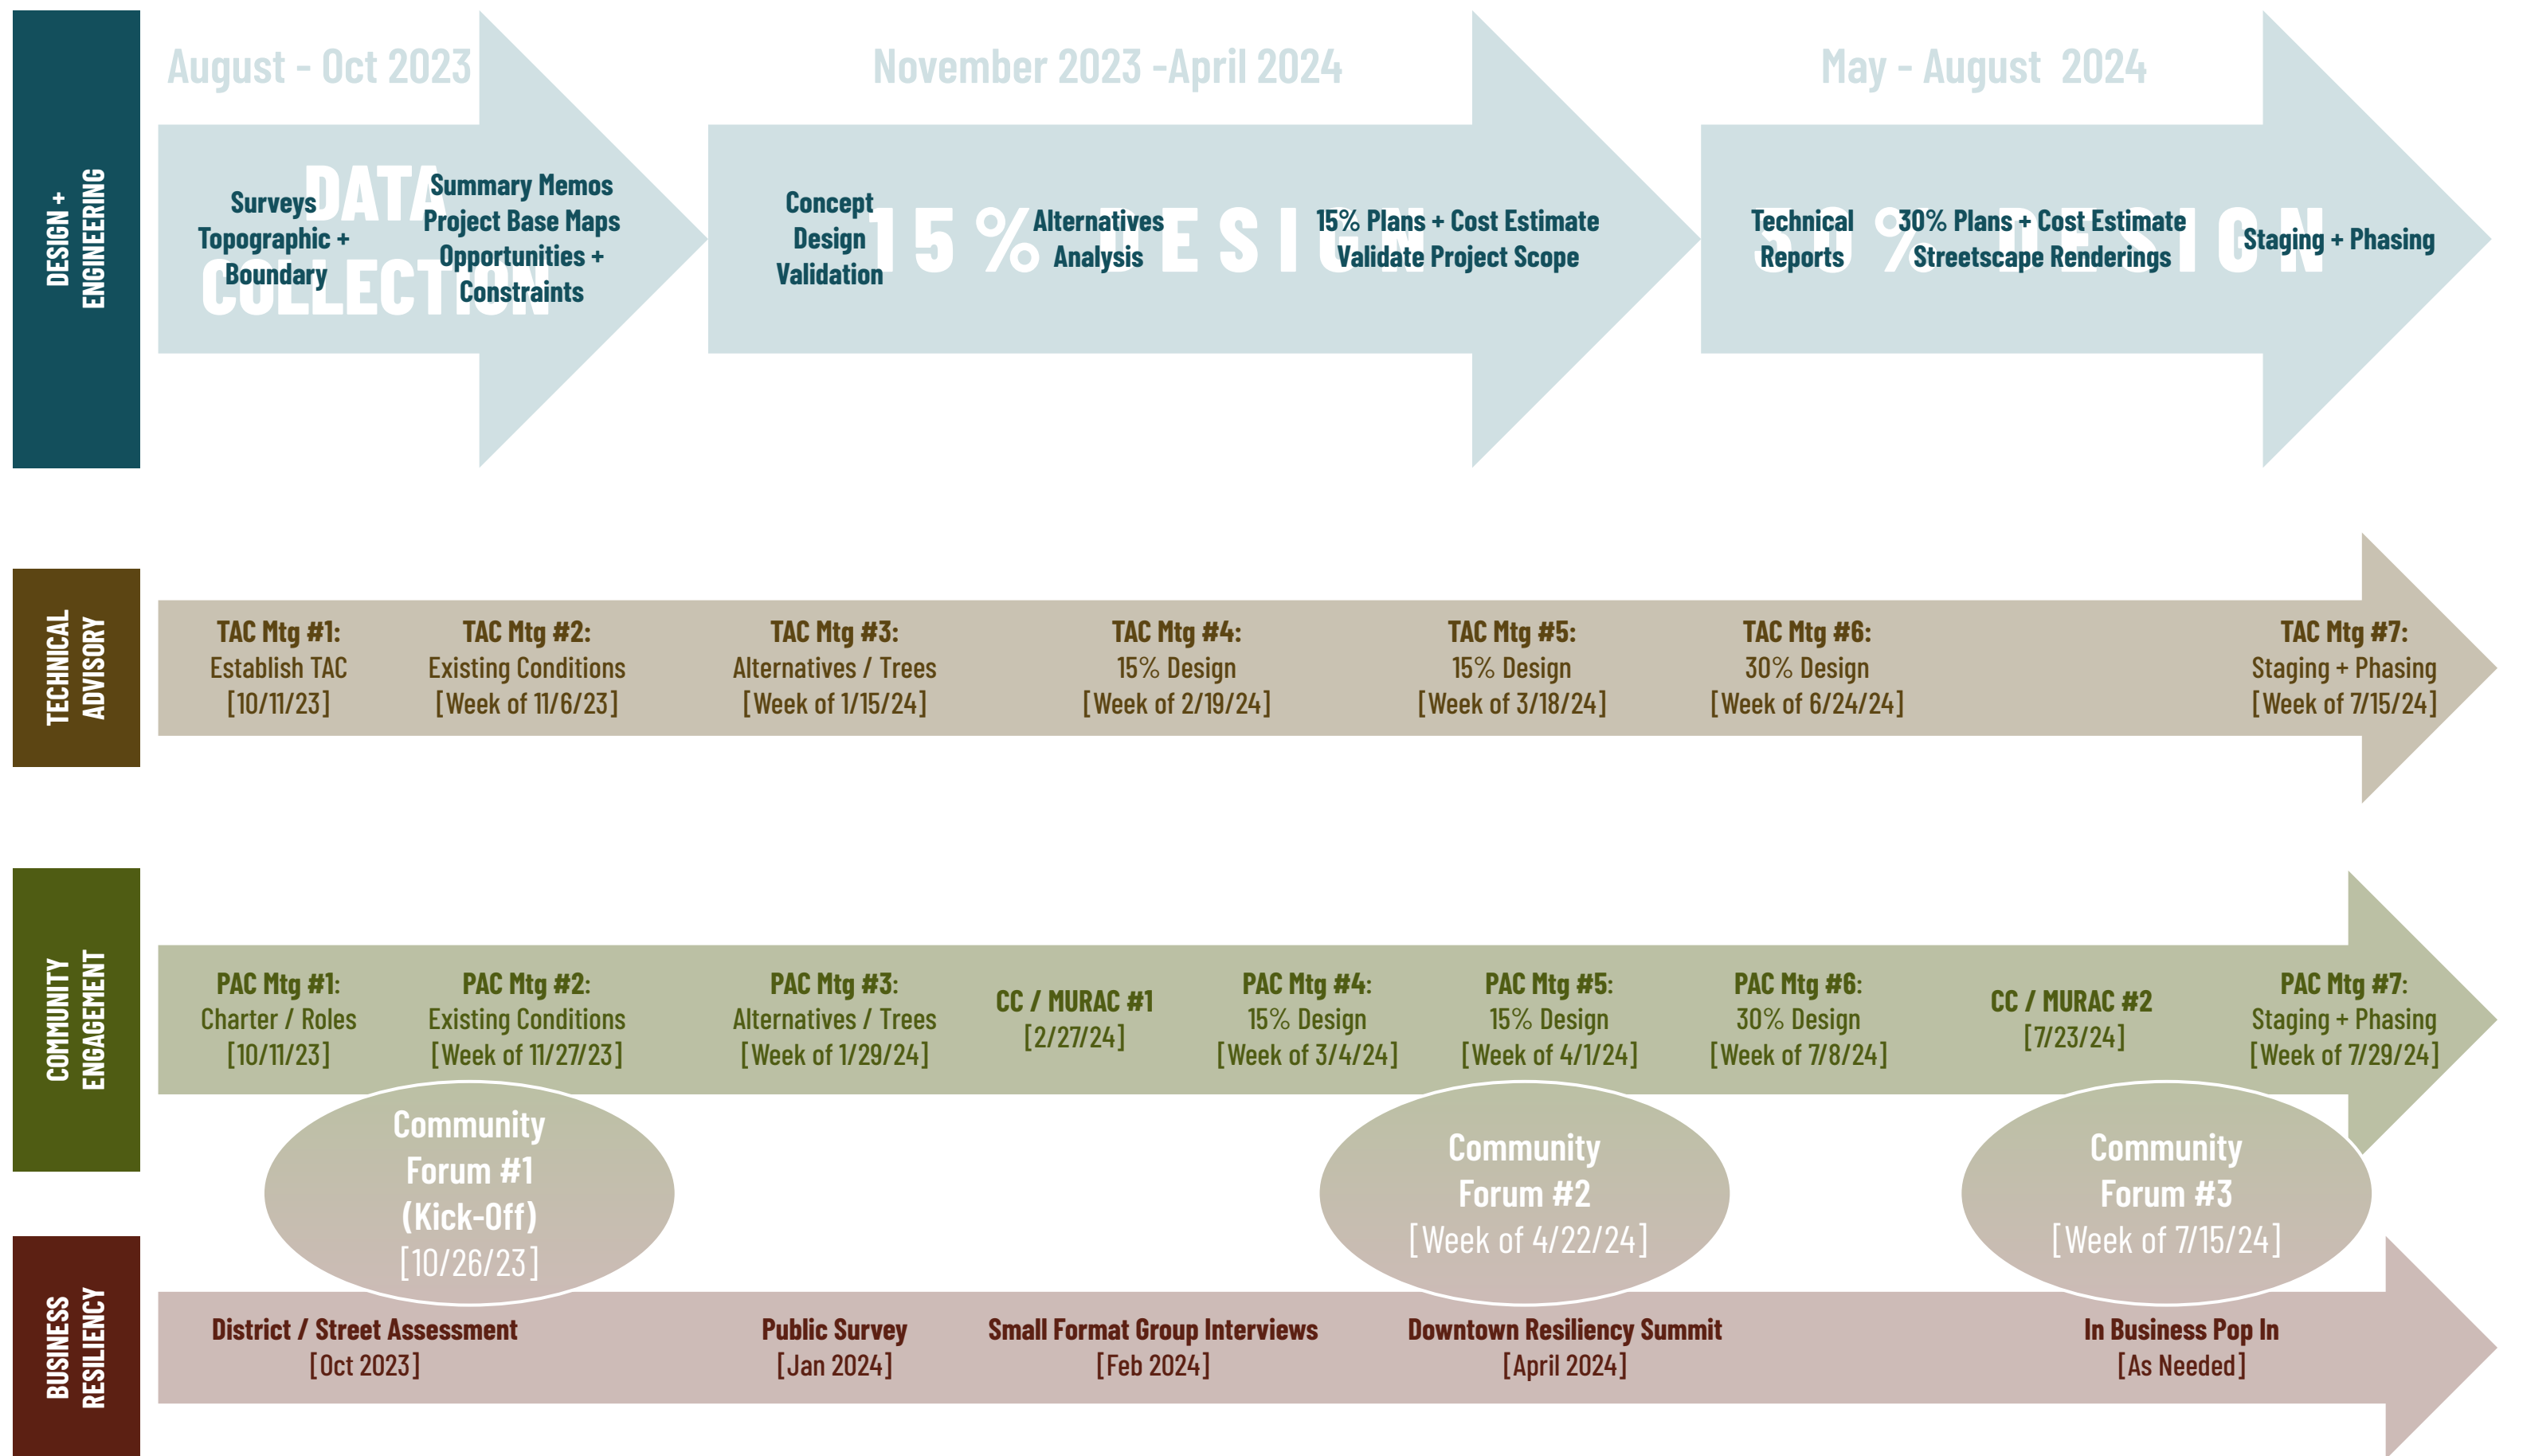 DESIGN +
ENGINEERING
August - Oct 2023
DATA
COLLECTION
Surveys
Topographic +
Boundary
Summary Memos
Project Base Maps
Opportunities +
Constraints
November 2023 -April 2024
15% DESIGN
Concept
Design
Validation
Alternatives
Analysis
15% Plans + Cost Estimate
Validate Project Scope
May - August 2024
30% DESIGN
Technical
Reports
30% Plans + Cost Estimate
Streetscape Renderings
Staging + Phasing
TECHNICAL
ADVISORY
TAC Mtg #1:
Establish TAC
[10/11/23]
TAC Mtg #2:
Existing Conditions
[Week of 11/6/23]
TAC Mtg #3:
Alternatives / Trees
[Week of 1/15/24]
TAC Mtg #4:
15% Design
[Week of 2/19/24]
TAC Mtg #5:
15% Design
[Week of 3/18/24]
TAC Mtg #6:
30% Design
[Week of 6/24/24]
TAC Mtg #7:
Staging + Phasing
[Week of 7/15/24]
COMMUNITY
ENGAGEMENT
PAC Mtg #1:
Charter / Roles
[10/11/23]
PAC Mtg #2:
Existing Conditions
[Week of 11/27/23]
PAC Mtg #3:
Alternatives / Trees
[Week of 1/29/24]
CC / MURAC #1
[2/27/24]
PAC Mtg #4:
15% Design
[Week of 3/4/24]
PAC Mtg #5:
15% Design
[Week of 4/1/24]
PAC Mtg #6:
30% Design
[Week of 7/8/24]
CC / MURAC #2
[7/23/24]
PAC Mtg #7:
Staging + Phasing
[Week of 7/29/24]
Community
Forum #1
(Kick-Off)
[10/26/23]
Community
Forum #2
[Week of 4/22/24]
Community
Forum #3
[Week of 7/15/24]
BUSINESS
RESILIENCY
District / Street Assessment
[Oct 2023]
Public Survey
[Jan 2024]
Small Format Group Interviews
[Feb 2024]
Downtown Resiliency Summit
[April 2024]
In Business Pop In
[As Needed]